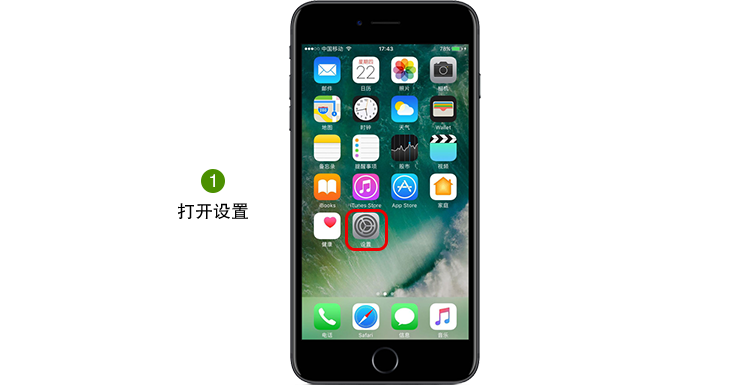 1
打开设置
中国移动
17:43
78%
邮件
星期四
22
日历
照片
相机
地图
时钟
天气
Wallet
备忘录
提醒事项
股市
视频
iBooks
iTunes Store
App Store
家庭
健康
设置
电话
Safari
信息
音乐